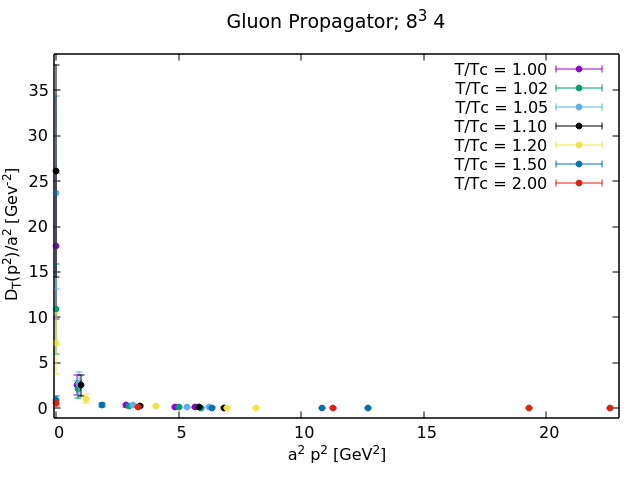 Gluon Propagator; 8³ 4
T/Tc = 1.00
T/Tc = 1.02
T/Tc = 1.05
T/Tc = 1.10
T/Tc = 1.20
T/Tc = 1.50
T/Tc = 2.00
D_T(p²)/a² [Gev⁻²]
35
30
25
20
15
10
5
0
0 5 10 15 20
a² p² [GeV²]